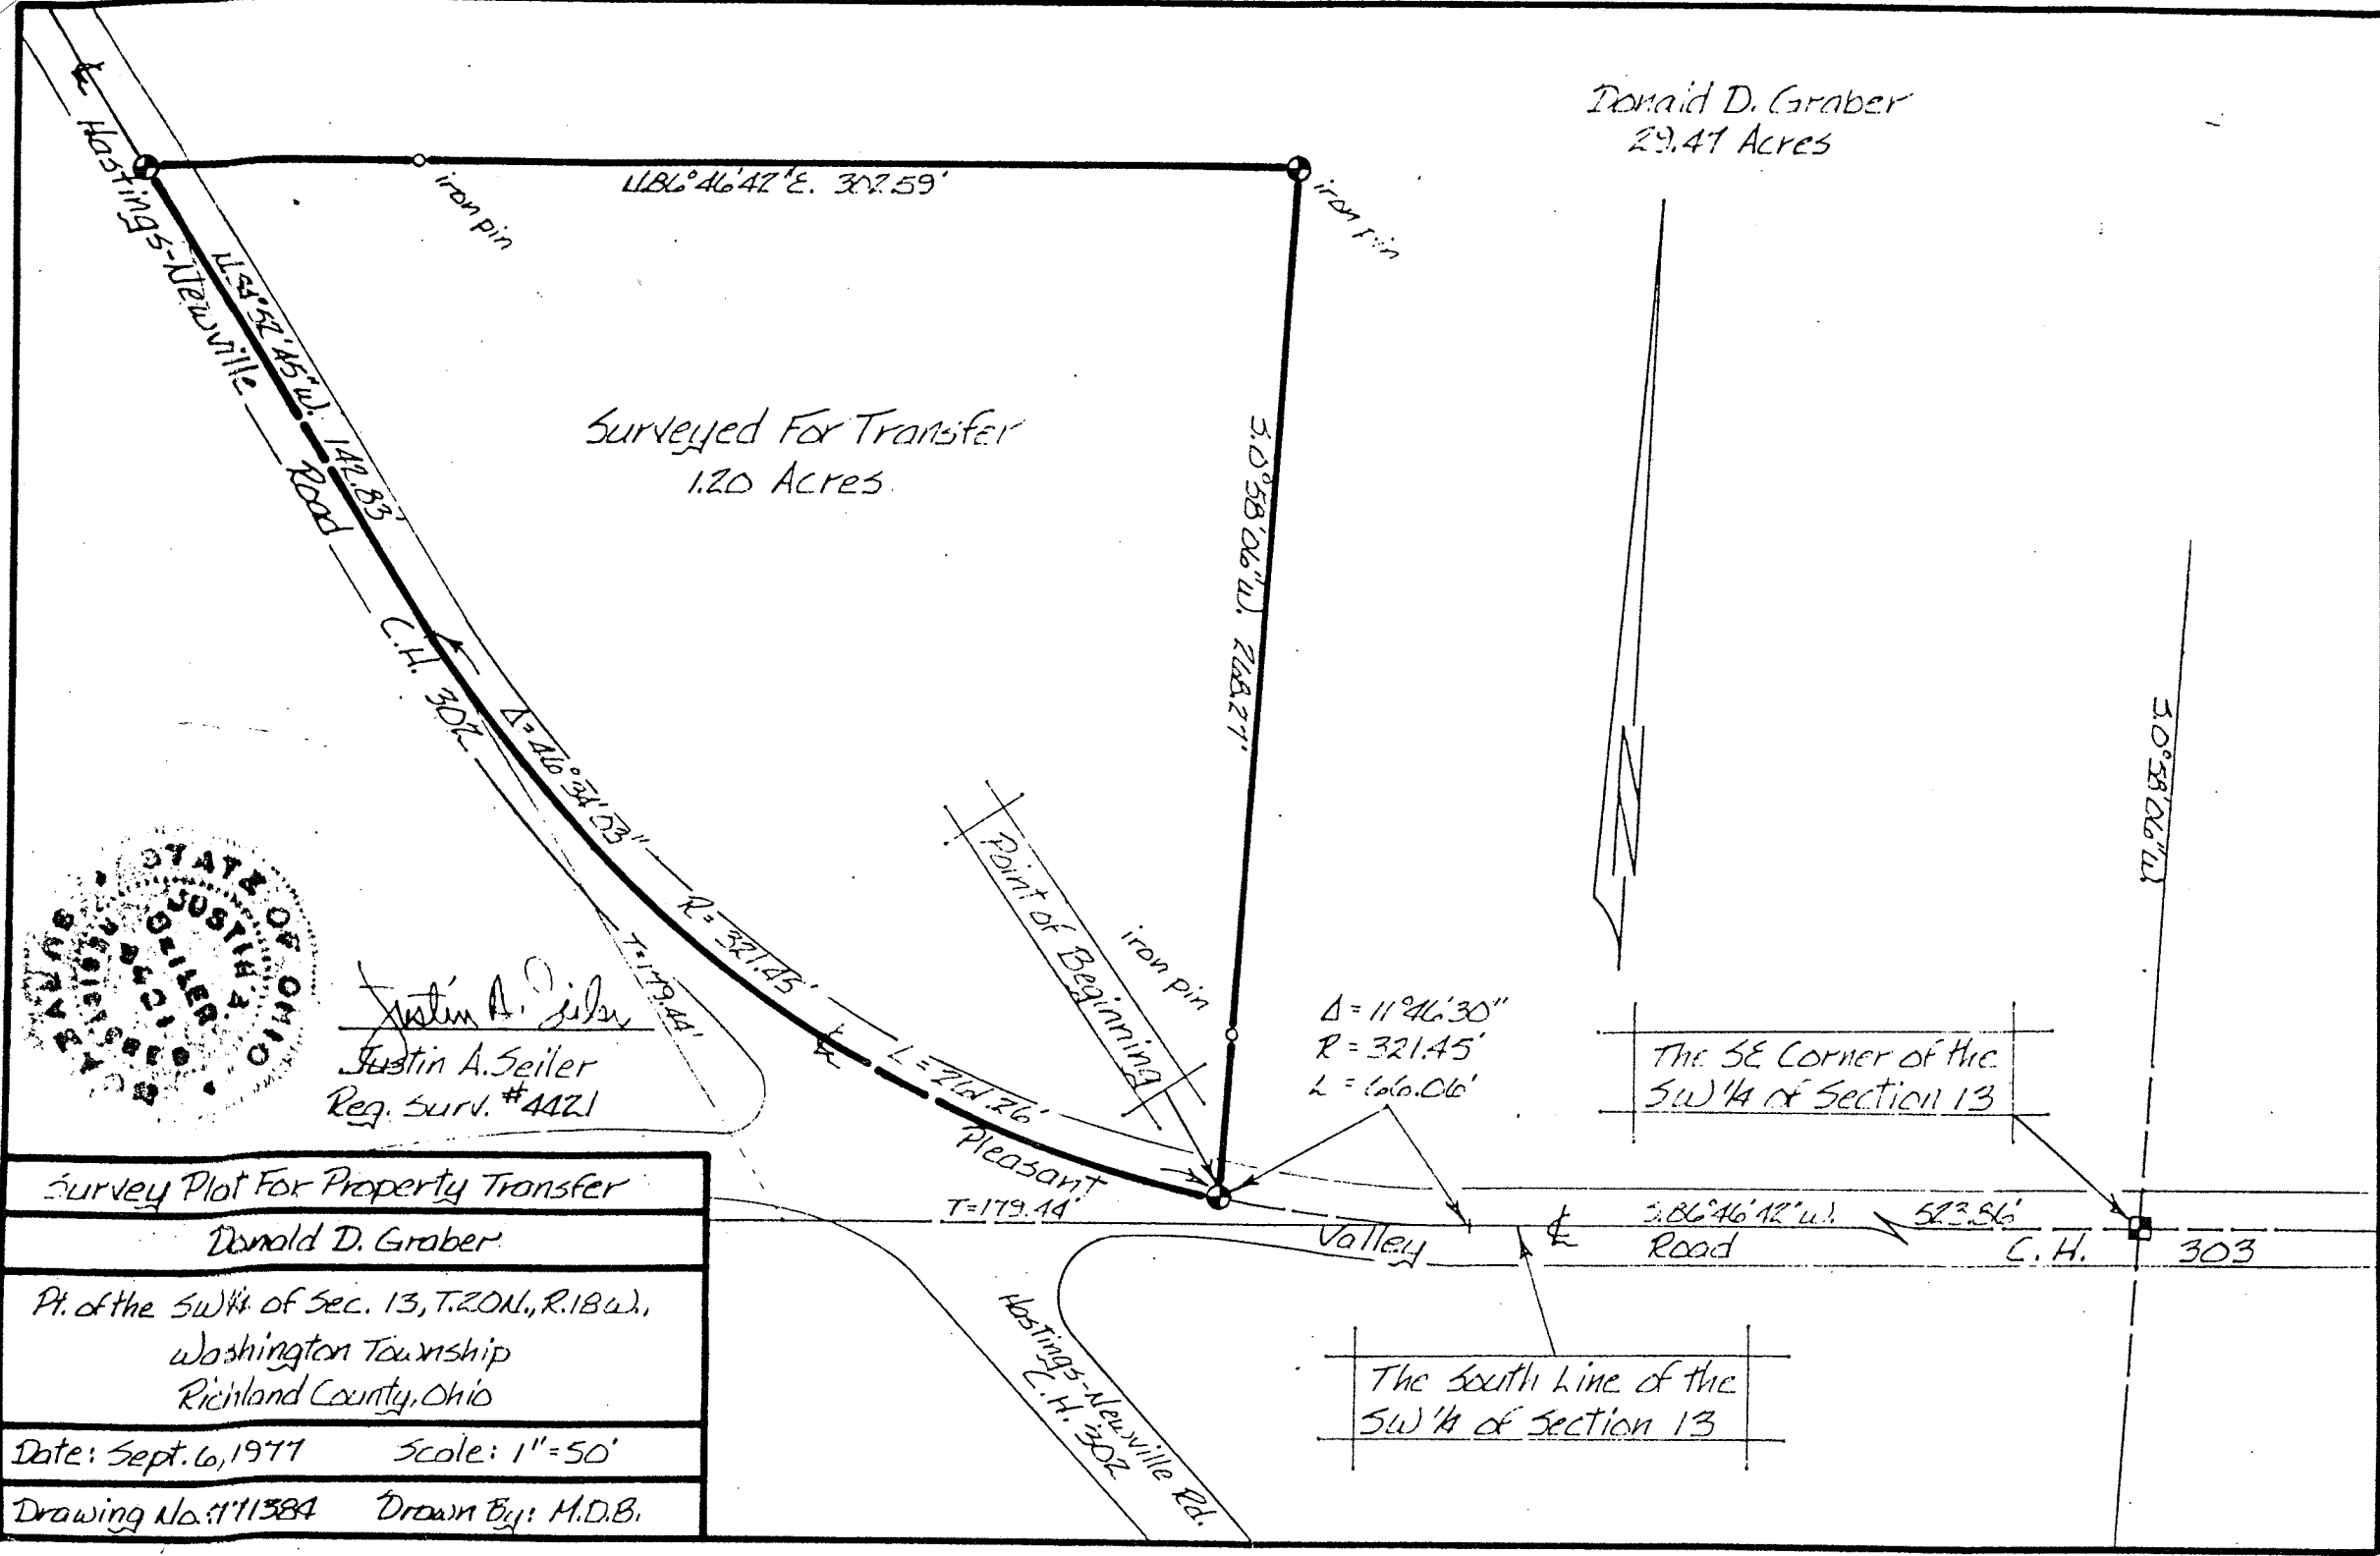 Donald D. Graber
29.47 Acres
℄ Hastings-Newville Road C.H. 302
iron pin
N.86°46'42"E. 302.59'
iron pin
N.34°52'45"W. 142.83'
Surveyed For Transfer
1.20 Acres
S.0°58'06"W. 268.27'
S.0°58'06"W.
N
Δ=46°34'03"
R=321.45'
L=261.26'
T=179.44'
℄
Point of Beginning
iron pin
Δ = 11°46'30"
R = 321.45'
L = 66.06'
The SE Corner of the
SW 1/4 of Section 13
STATE OF OHIO
JUSTIN A.
SEILER
REGISTERED
Justin A. Seiler
Justin A. Seiler
Reg. Surv. #4421
Pleasant Valley Road C.H. 303
T=179.44'
℄
S.86°46'42"W. 523.86'
Hastings-Newville Rd.
C.H. 302
The South Line of the
SW 1/4 of Section 13
Survey Plat For Property Transfer
Donald D. Graber
Pt. of the SW 1/4 of Sec. 13, T.20N., R.18W.,
Washington Township
Richland County, Ohio
Date: Sept. 6, 1977 Scale: 1"=50'
Drawing No.: 771384 Drawn By: M.D.B.